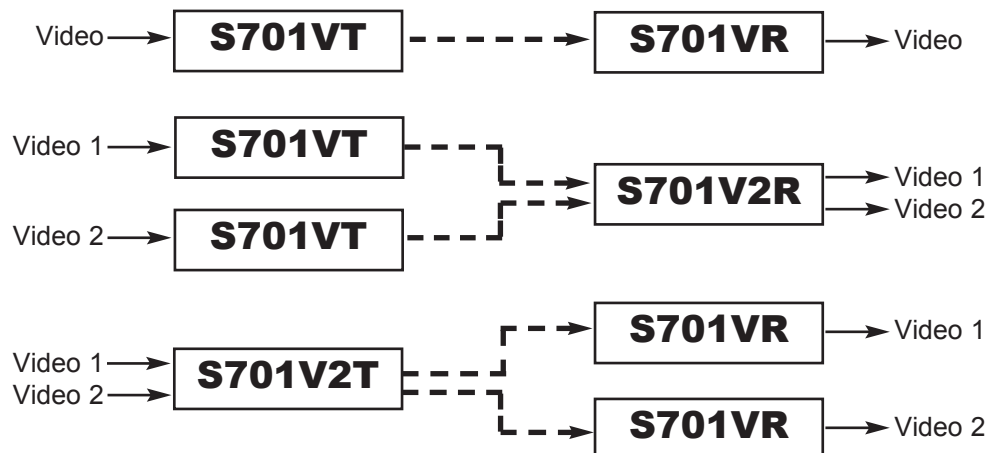 Video S701VT S701VR Video
Video 1 S701VT
S701V2R Video 1
Video 2
Video 2 S701VT
S701VR Video 1
Video 1 S701V2T
Video 2
S701VR Video 2